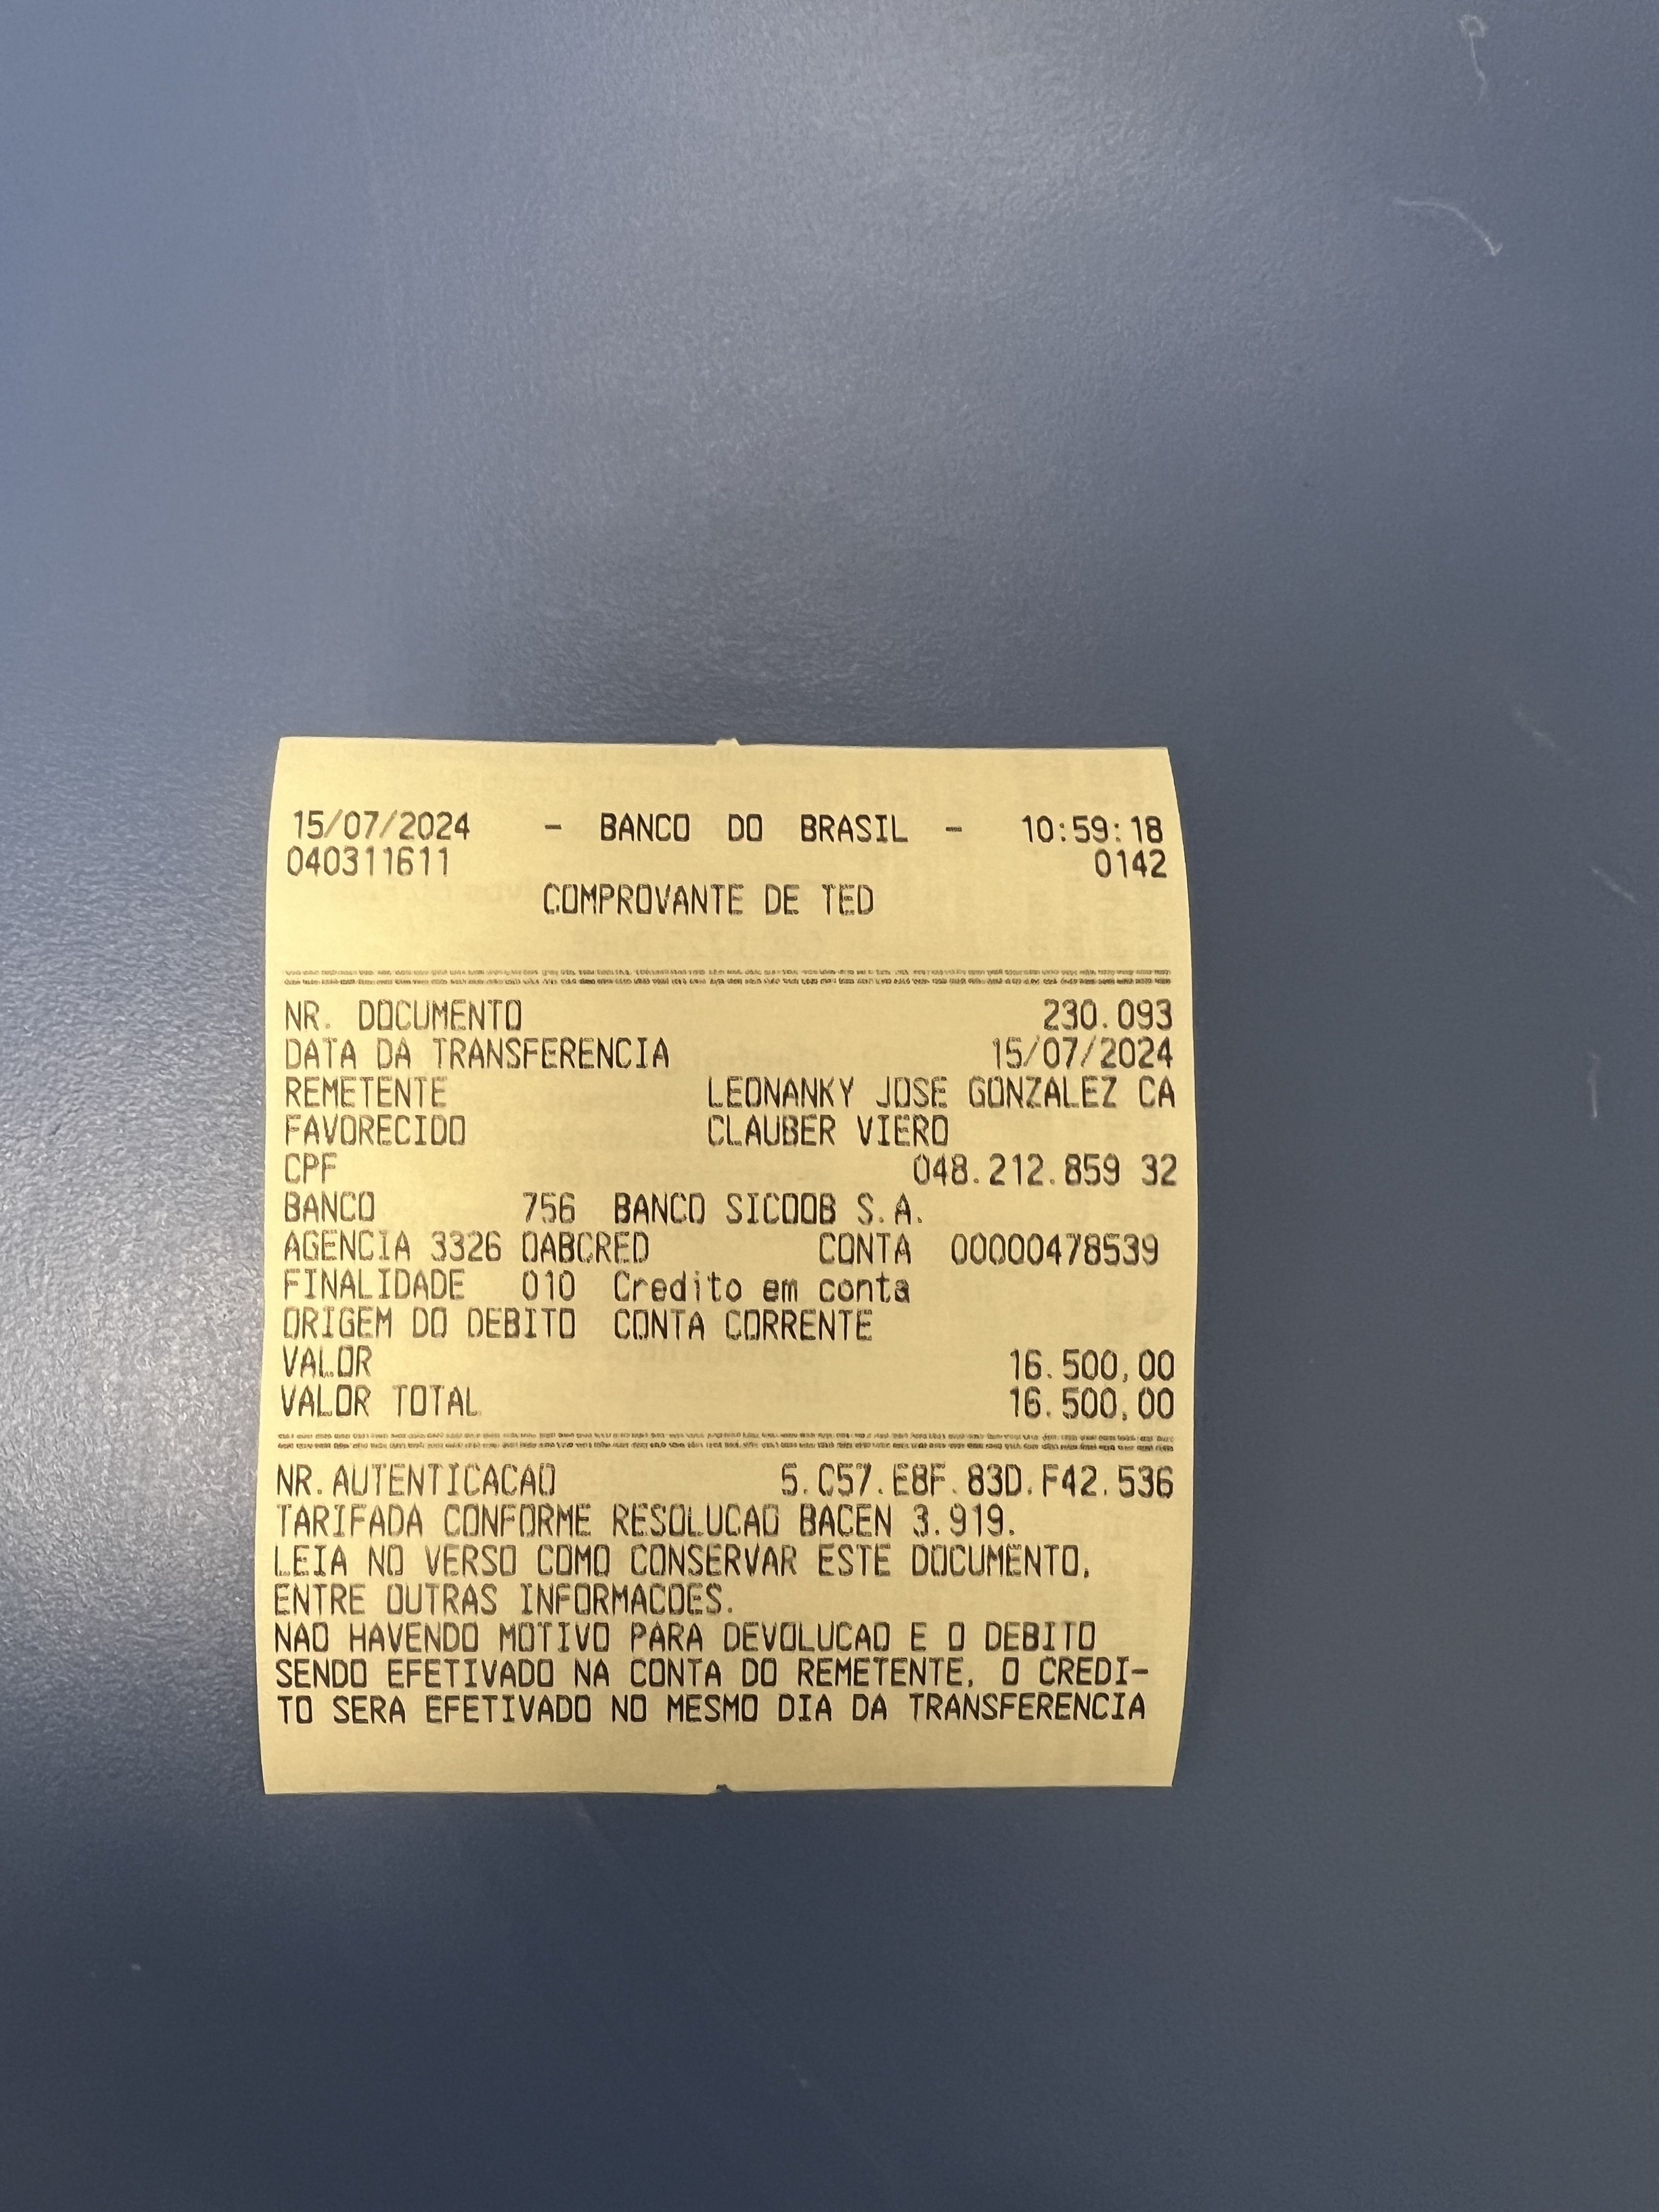 15/07/2024 - BANCO DO BRASIL - 10:59:18
040311611 0142
COMPROVANTE DE TED
NR. DOCUMENTO 230.093
DATA DA TRANSFERENCIA 15/07/2024
REMETENTE LEONANKY JOSE GONZALEZ CA
FAVORECIDO CLAUBER VIERO
CPF 048.212.859 32
BANCO 756 BANCO SICOOB S.A.
AGENCIA 3326 DABCRED CONTA 00000478539
FINALIDADE 010 Credito em conta
ORIGEM DO DEBITO CONTA CORRENTE
VALOR 16.500,00
VALOR TOTAL 16.500,00
NR.AUTENTICACAO 5.C57.E8F.83D.F42.536
TARIFADA CONFORME RESOLUCAO BACEN 3.919.
LEIA NO VERSO COMO CONSERVAR ESTE DOCUMENTO,
ENTRE OUTRAS INFORMACOES.
NAO HAVENDO MOTIVO PARA DEVOLUCAO E O DEBITO
SENDO EFETIVADO NA CONTA DO REMETENTE, O CREDI-
TO SERA EFETIVADO NO MESMO DIA DA TRANSFERENCIA